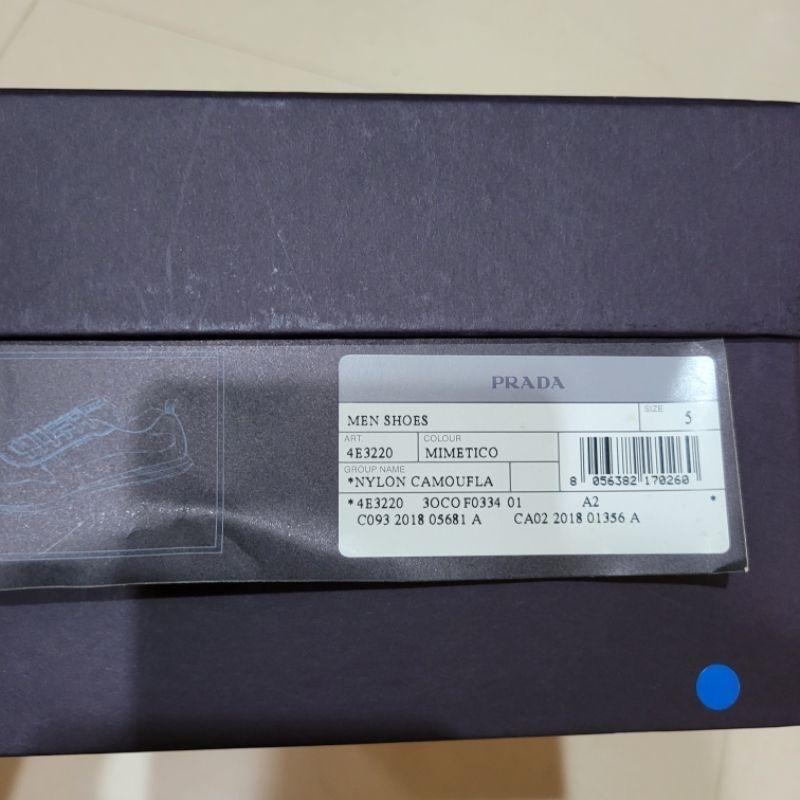 PRADA
MEN SHOES
SIZE
5
ART.
4E3220
COLOUR
MIMETICO
GROUP NAME
*NYLON CAMOUFLA
8 056382 170260
*4E3220 3OCO F0334 01 A2 *
C093 2018 05681 A CA02 2018 01356 A